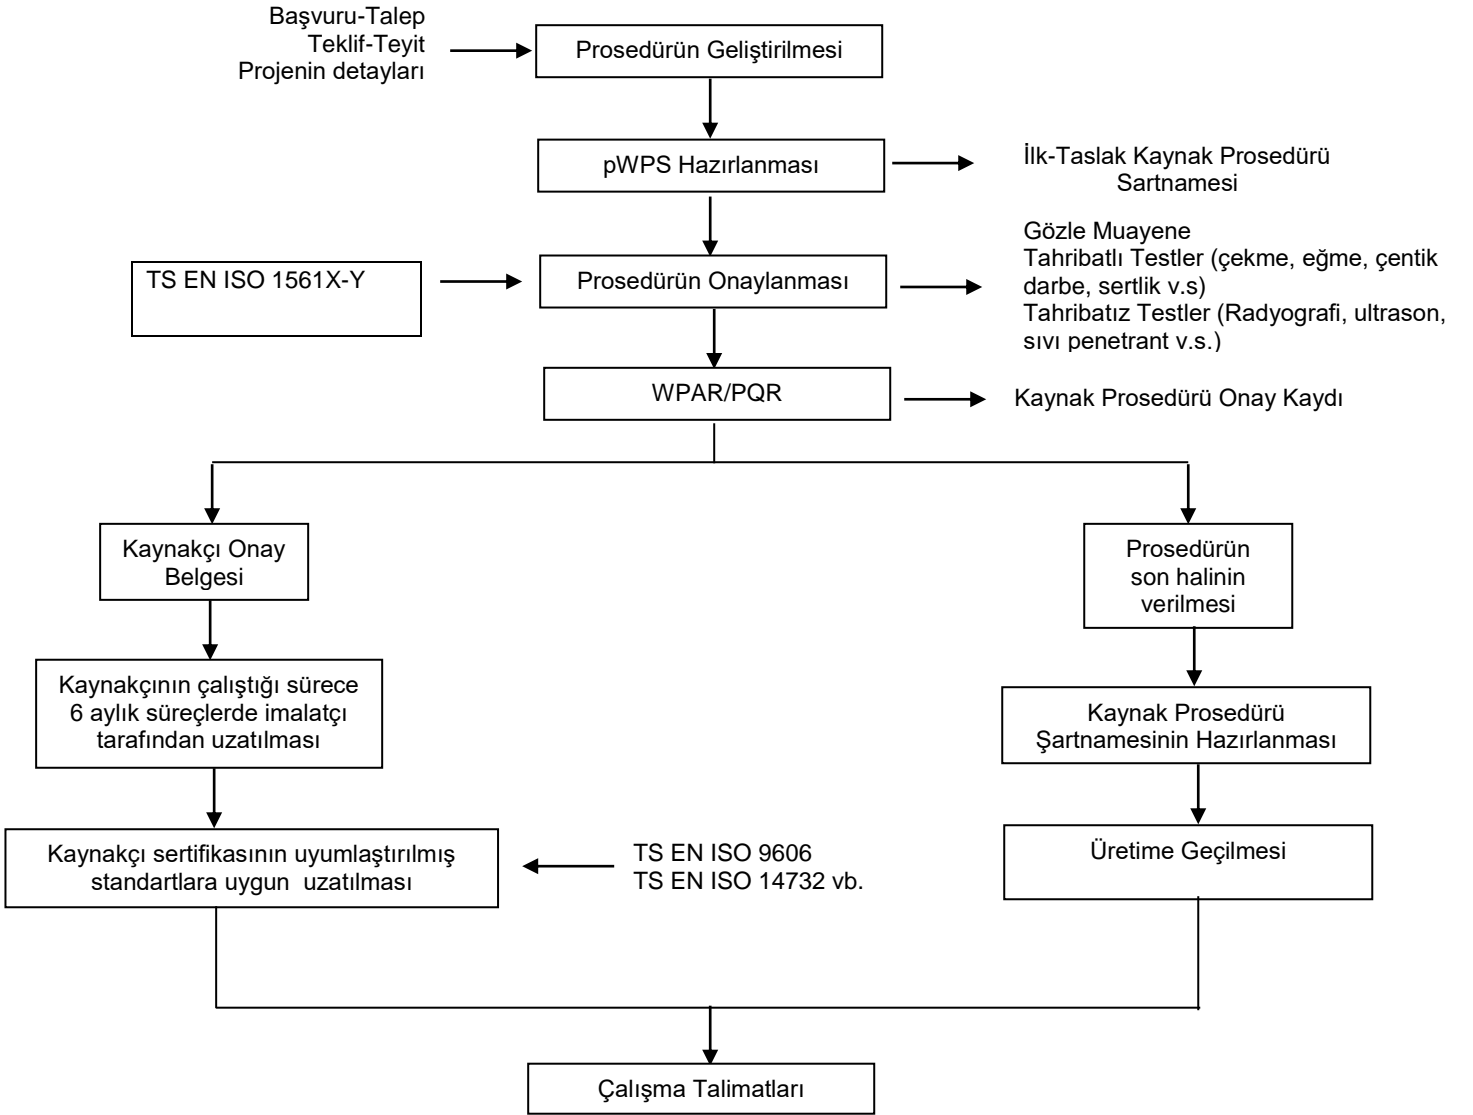 Başvuru-Talep
Teklif-Teyit
Projenin detayları
Prosedürün Geliştirilmesi
pWPS Hazırlanması
İlk-Taslak Kaynak Prosedürü
Sartnamesi
TS EN ISO 1561X-Y
Prosedürün Onaylanması
Gözle Muayene
Tahribatlı Testler (çekme, eğme, çentik
darbe, sertlik v.s)
Tahribatız Testler (Radyografi, ultrason,
sıvı penetrant v.s.)
WPAR/PQR
Kaynak Prosedürü Onay Kaydı
Kaynakçı Onay
Belgesi
Prosedürün
son halinin
verilmesi
Kaynakçının çalıştığı sürece
6 aylık süreçlerde imalatçı
tarafından uzatılması
Kaynak Prosedürü
Şartnamesinin Hazırlanması
Kaynakçı sertifikasının uyumlaştırılmış
standartlara uygun  uzatılması
TS EN ISO 9606
TS EN ISO 14732 vb.
Üretime Geçilmesi
Çalışma Talimatları